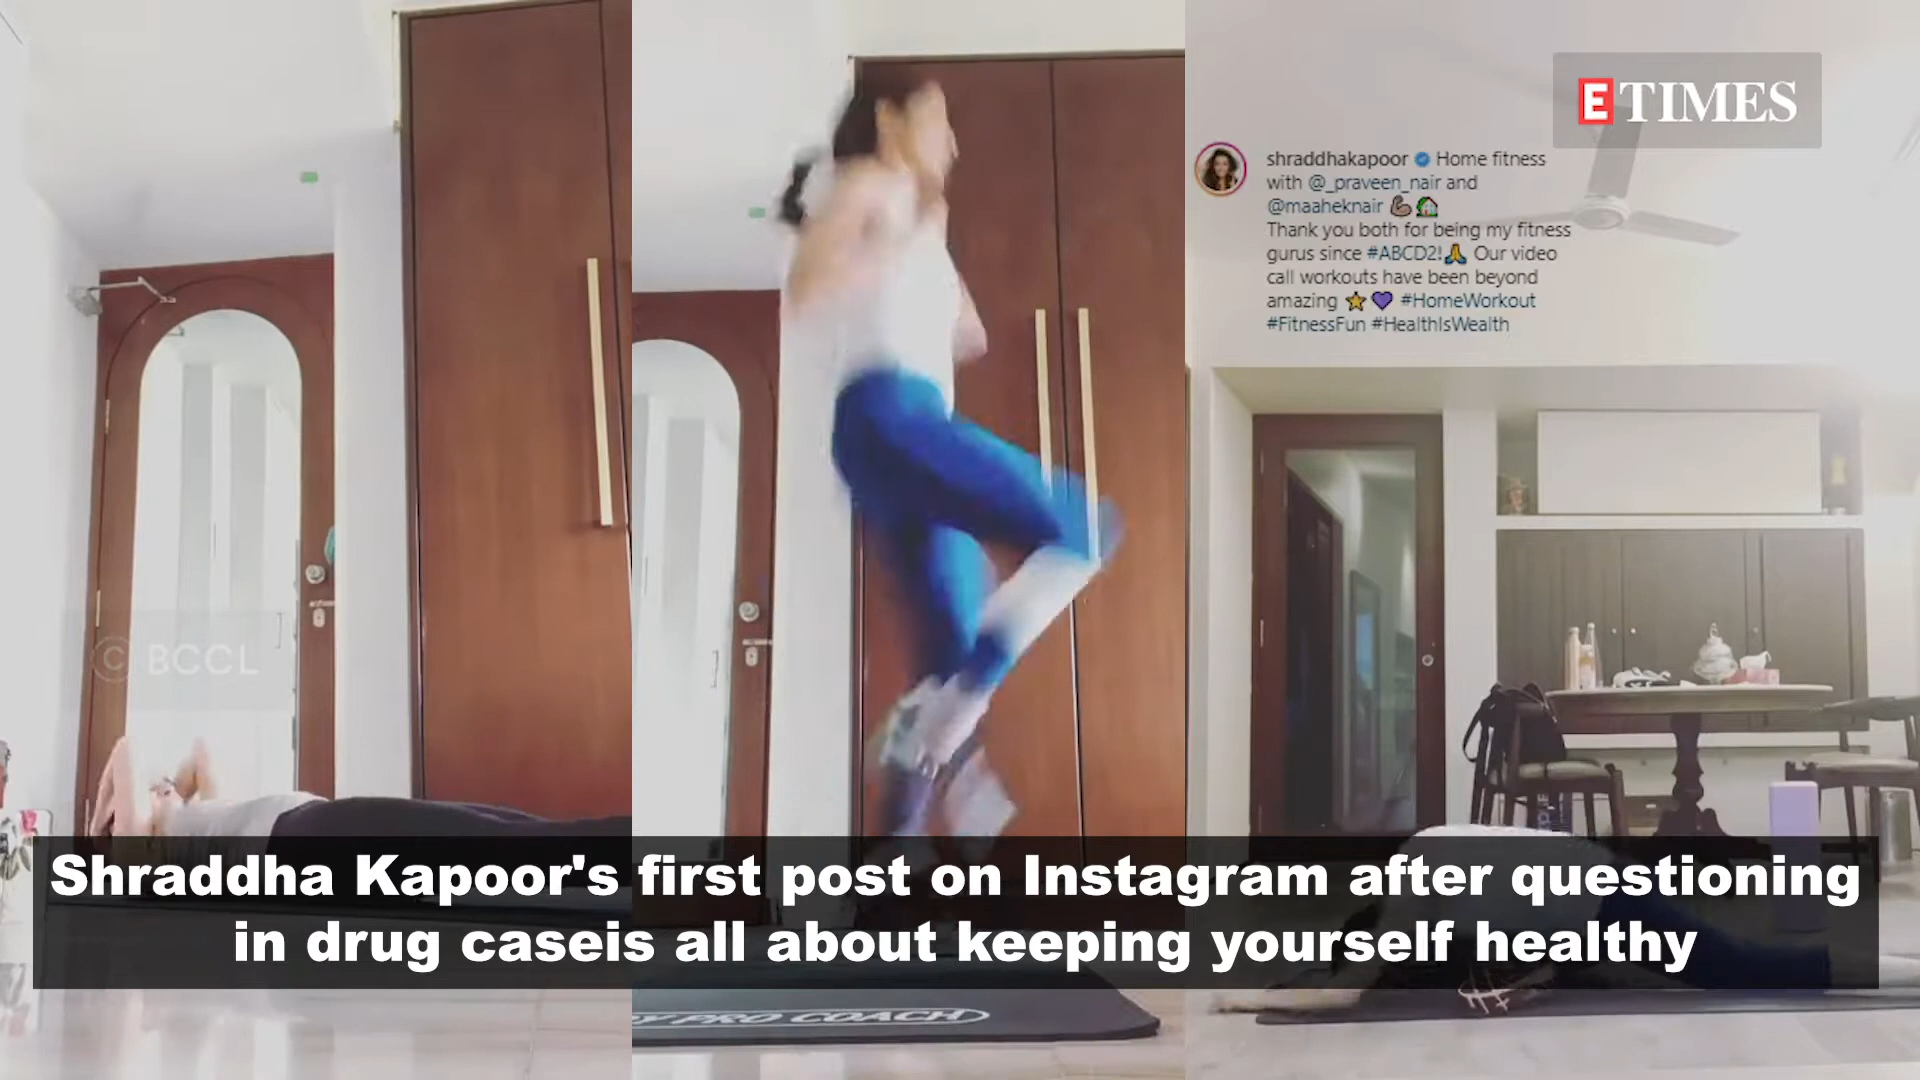 ETIMES
shraddhakapoor Home fitness
with @_praveen_nair and
@maaheknair
Thank you both for being my fitness
gurus since #ABCD2! Our video
call workouts have been beyond
amazing #HomeWorkout
#FitnessFun #HealthIsWealth
© BCCL
Shraddha Kapoor's first post on Instagram after questioning
in drug caseis all about keeping yourself healthy
PRO COACH